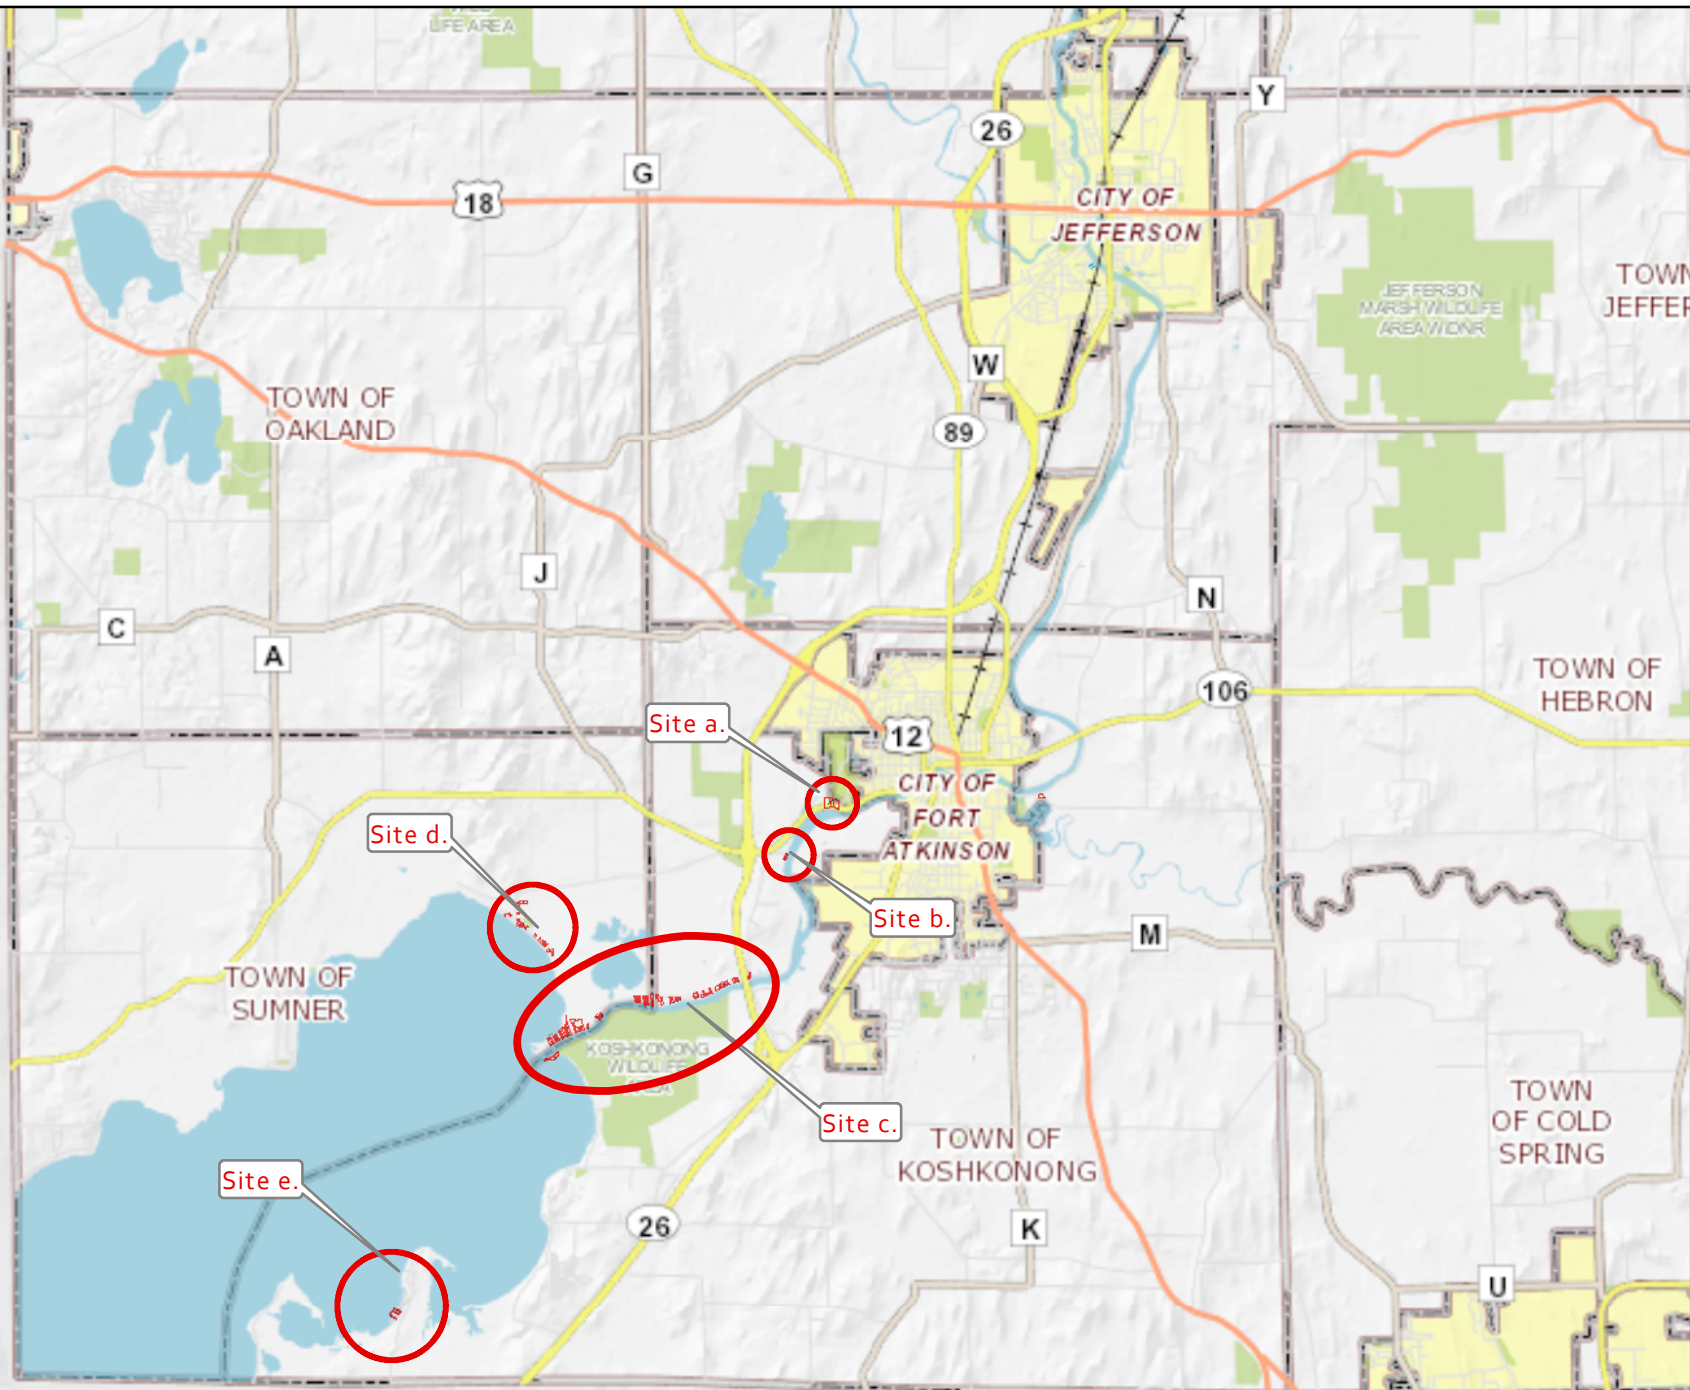 LIFE AREA
Y
26
G
18
CITY OF
JEFFERSON
TOWN
JEFFER
JEFFERSON
MARSH WILDLIFE
AREA WIDNR
W
TOWN OF
OAKLAND
89
J
N
C
A
TOWN OF
HEBRON
106
Site a.
12
CITY OF
FORT
ATKINSON
Site d.
Site b.
M
TOWN OF
SUMNER
KOSHKONONG
WILDLIFE
AREA
C
Site c.
TOWN
OF COLD
SPRING
TOWN OF
KOSHKONONG
Site e.
26
K
U